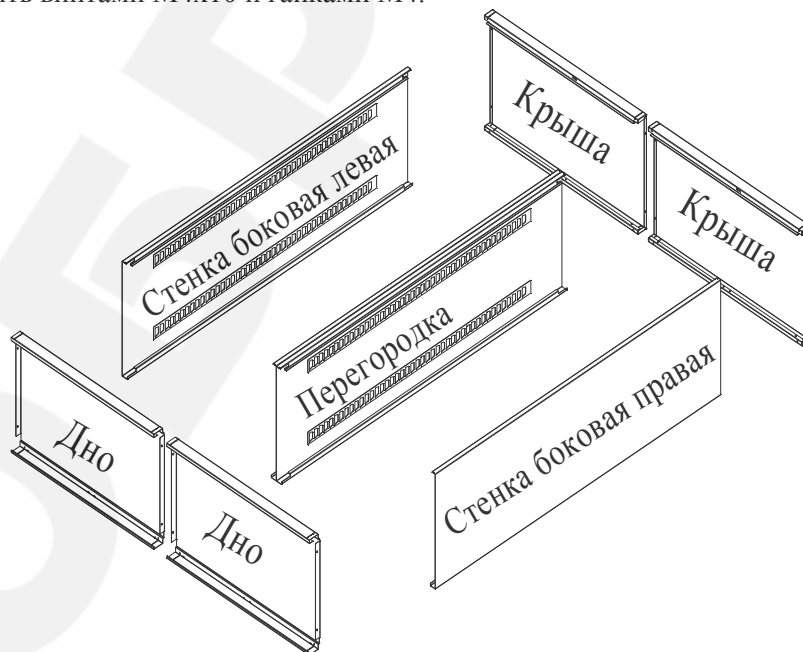 Крыша
Крыша
Стенка боковая левая
Перегородка
Стенка боковая правая
Дно
Дно